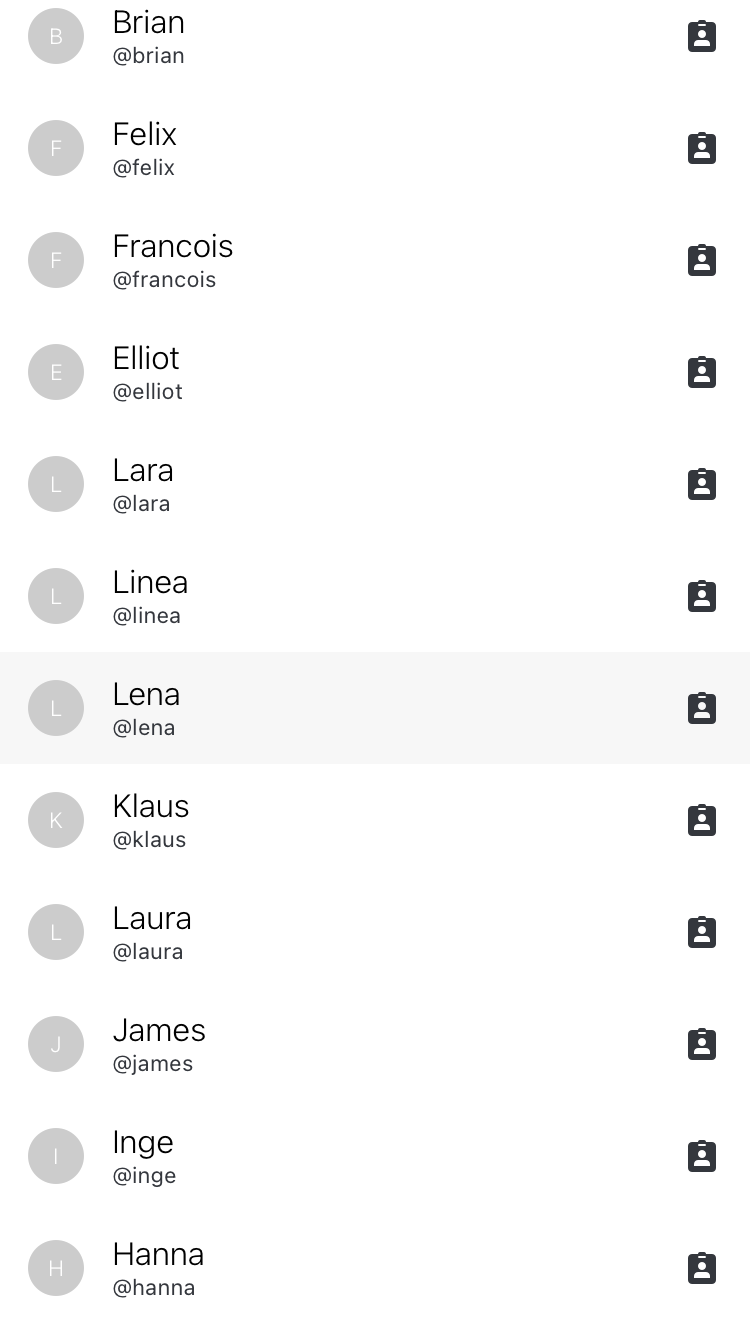 B
Brian
@brian
F
Felix
@felix
F
Francois
@francois
E
Elliot
@elliot
L
Lara
@lara
L
Linea
@linea
L
Lena
@lena
K
Klaus
@klaus
L
Laura
@laura
J
James
@james
I
Inge
@inge
H
Hanna
@hanna